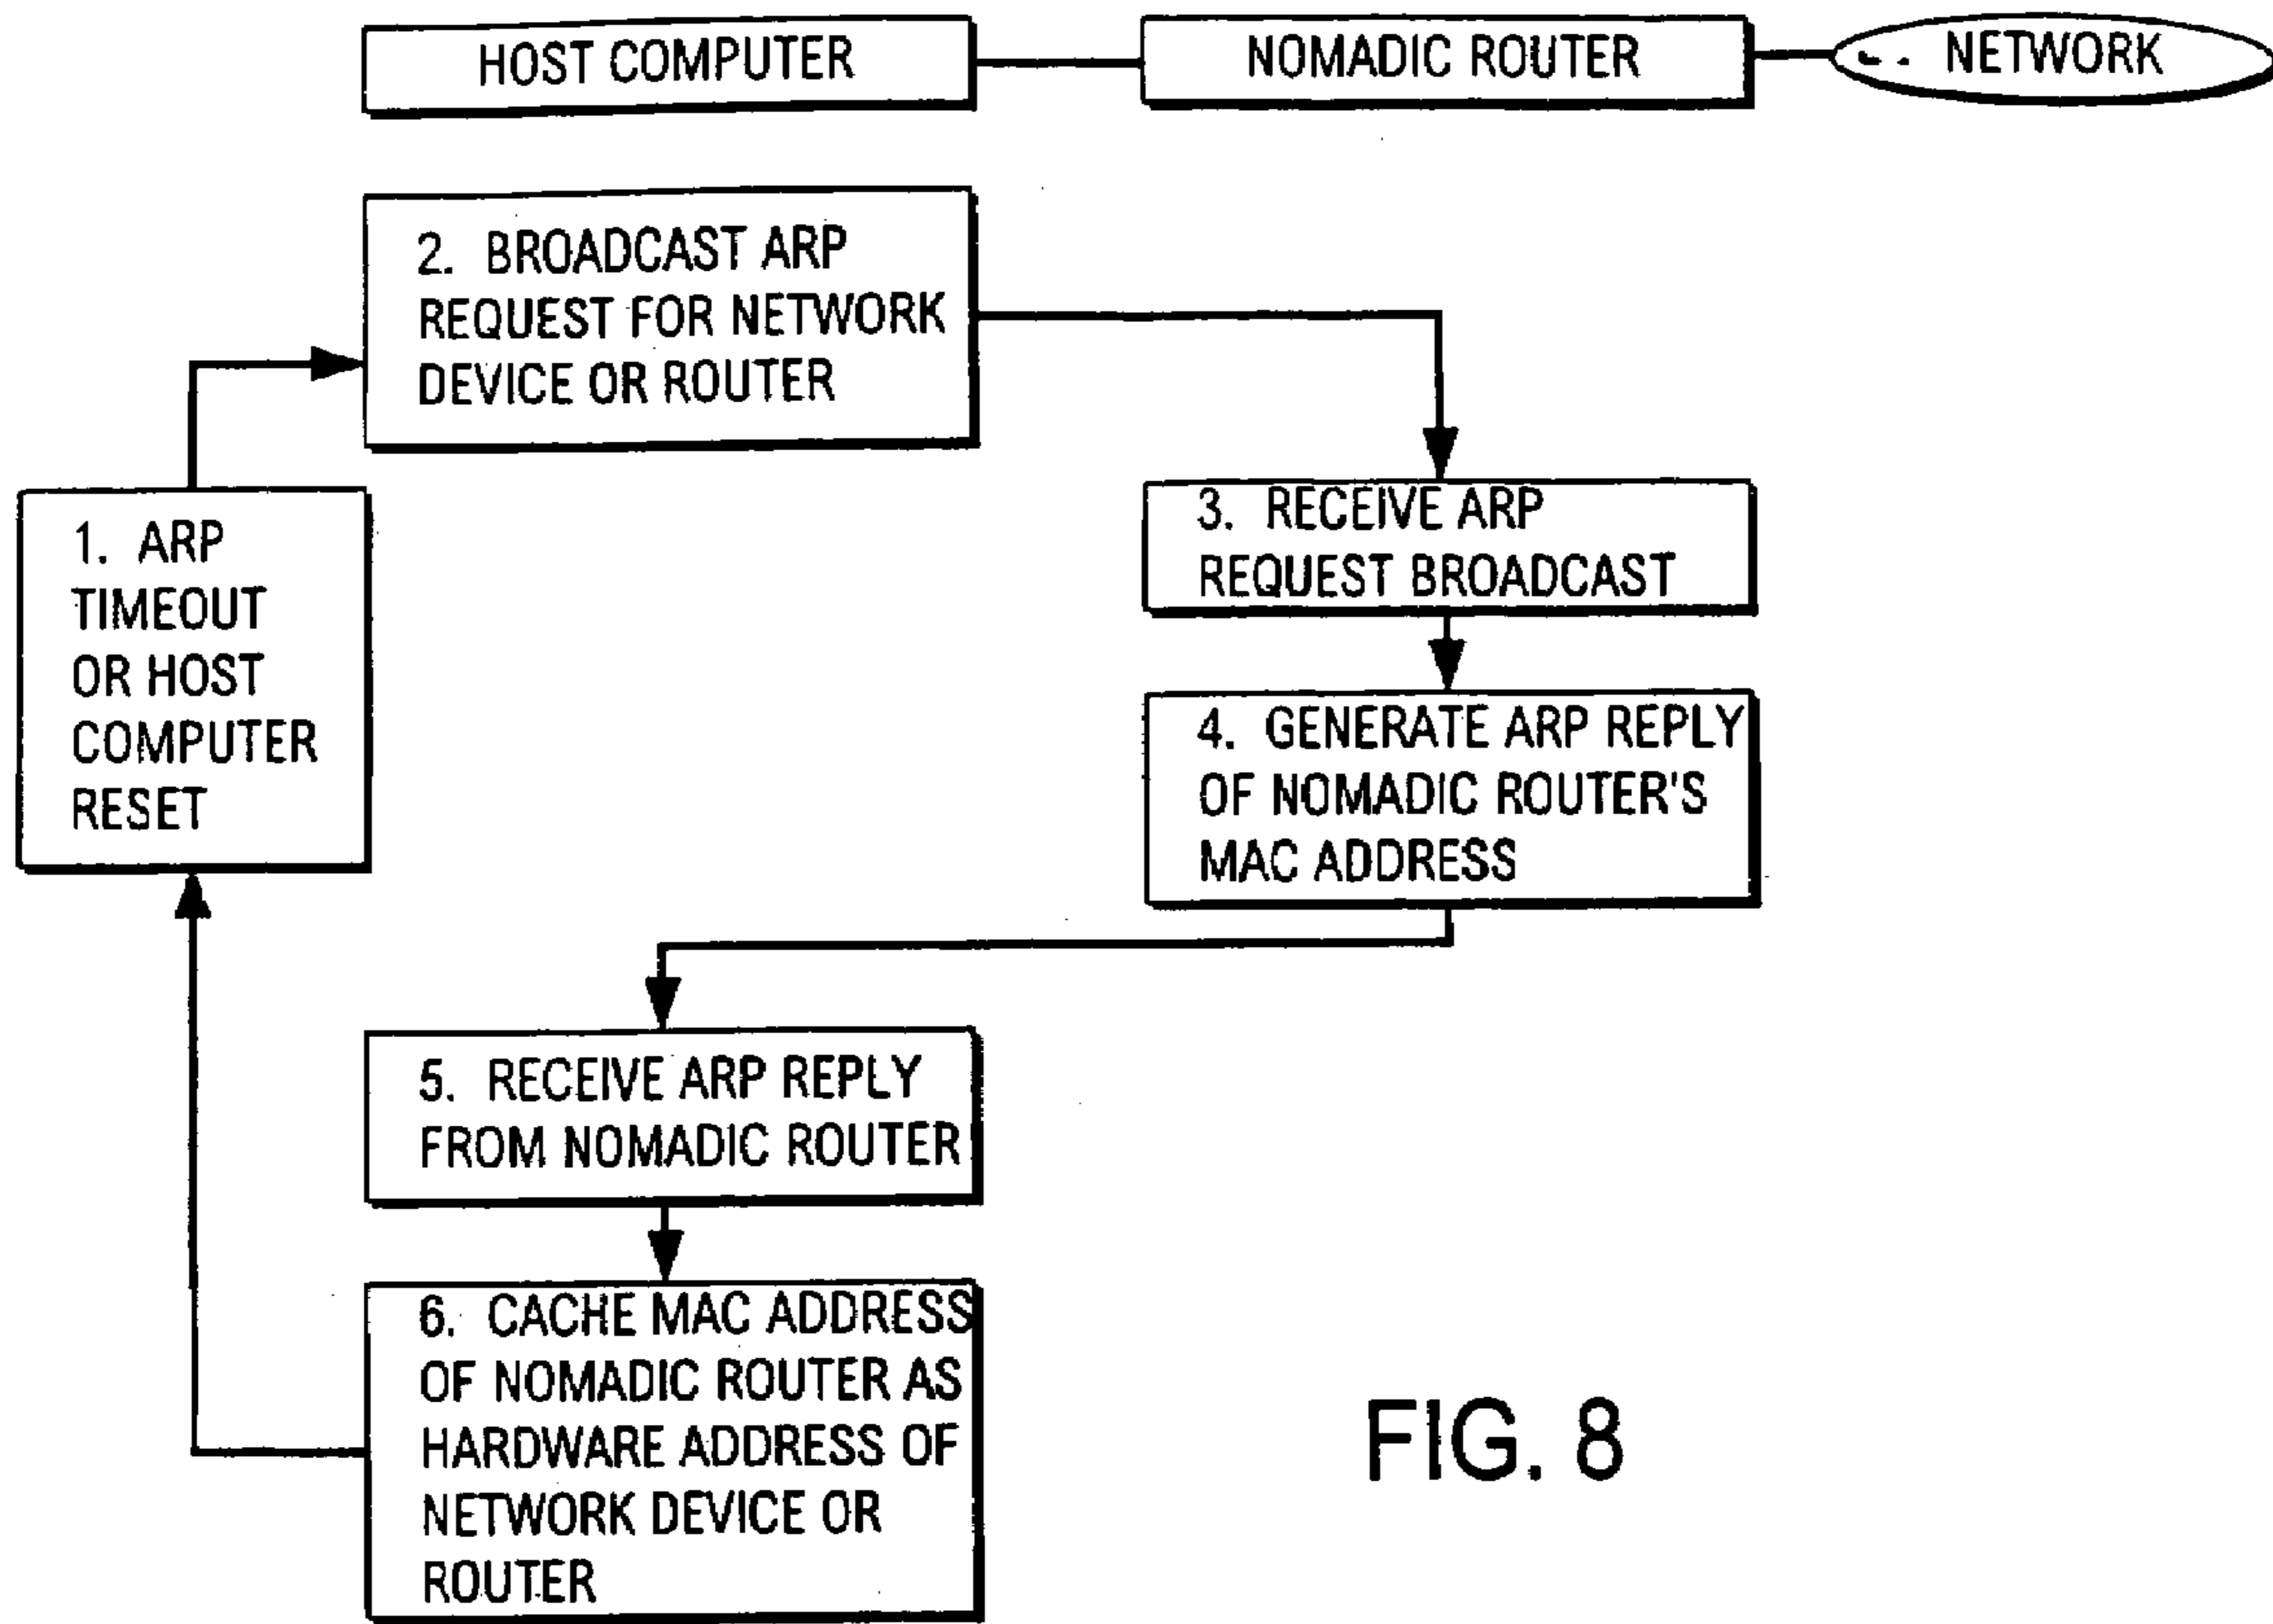 HOST COMPUTER
NOMADIC ROUTER
NETWORK
2. BROADCAST ARP
REQUEST FOR NETWORK
DEVICE OR ROUTER
1. ARP
TIMEOUT
OR HOST
COMPUTER
RESET
3. RECEIVE ARP
REQUEST BROADCAST
4. GENERATE ARP REPLY
OF NOMADIC ROUTER'S
MAC ADDRESS
5. RECEIVE ARP REPLY
FROM NOMADIC ROUTER
6. CACHE MAC ADDRESS
OF NOMADIC ROUTER AS
HARDWARE ADDRESS OF
NETWORK DEVICE OR
ROUTER
FIG. 8